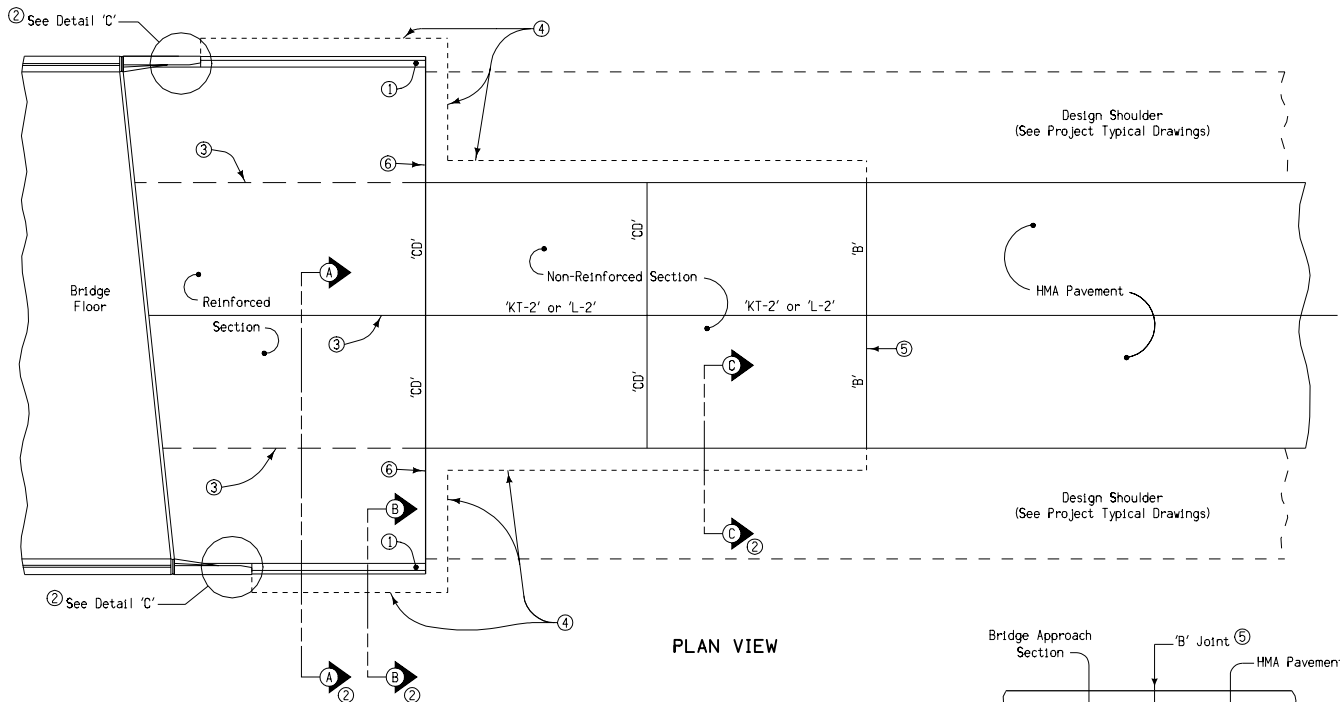 ② See Detail 'C'
④
①
Design Shoulder
(See Project Typical Drawings)
③
⑥
'CD'
'CD'
'B'
A
Non-Reinforced Section
HMA Pavement
Bridge
Floor
Reinforced
Section
'KT-2' or 'L-2'
'KT-2' or 'L-2'
③
⑤
C
'CD'
'CD'
'B'
③
⑥
B
Design Shoulder
(See Project Typical Drawings)
C
②
①
② See Detail 'C'
④
PLAN VIEW
A
②
B
②
Bridge Approach
Section
'B' Joint ⑤
HMA Pavement